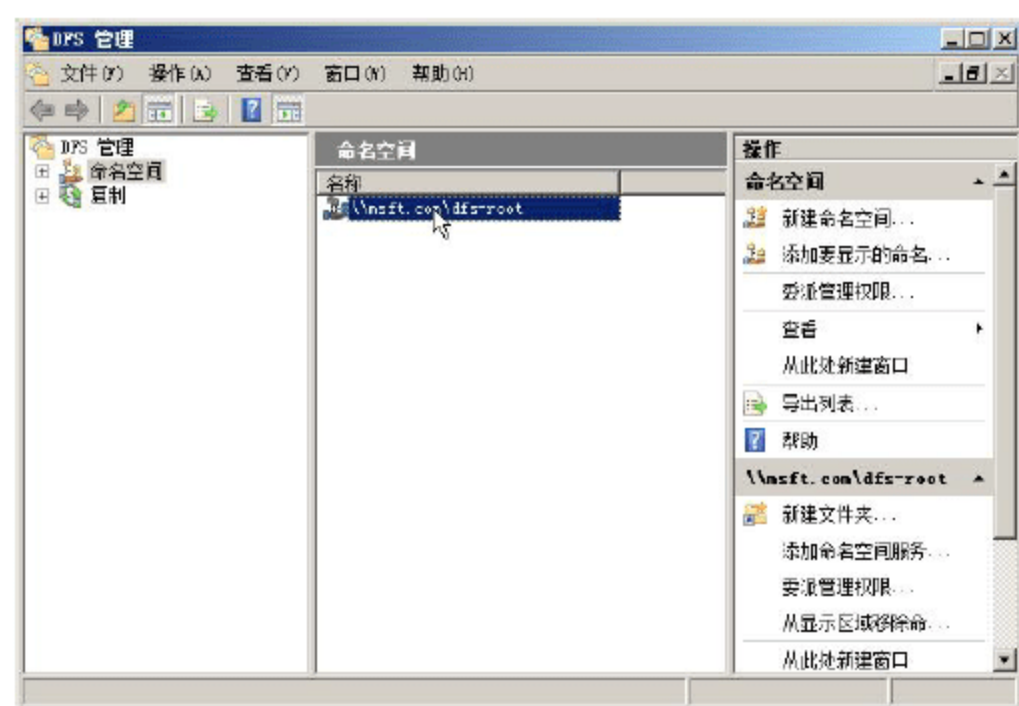 DFS 管理
文件(F) 操作(A) 查看(V) 窗口(W) 帮助(H)
DFS 管理
命名空间
复制
命名空间
名称
\\msft.com\dfs-root
操作
命名空间
新建命名空间...
添加要显示的命名...
委派管理权限...
查看
从此处新建窗口
导出列表...
帮助
\\msft.com\dfs-root
新建文件夹...
添加命名空间服务...
委派管理权限...
从显示区域移除命...
从此处新建窗口